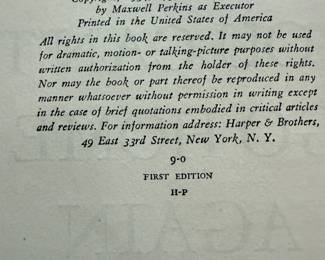 by Maxwell Perkins as Executor
Printed in the United States of America
All rights in this book are reserved. It may not be used
for dramatic, motion- or talking-picture purposes without
written authorization from the holder of these rights.
Nor may the book or part thereof be reproduced in any
manner whatsoever without permission in writing except
in the case of brief quotations embodied in critical articles
and reviews. For information address: Harper & Brothers,
49 East 33rd Street, New York, N. Y.
9-0
FIRST EDITION
H-P
AGAIN